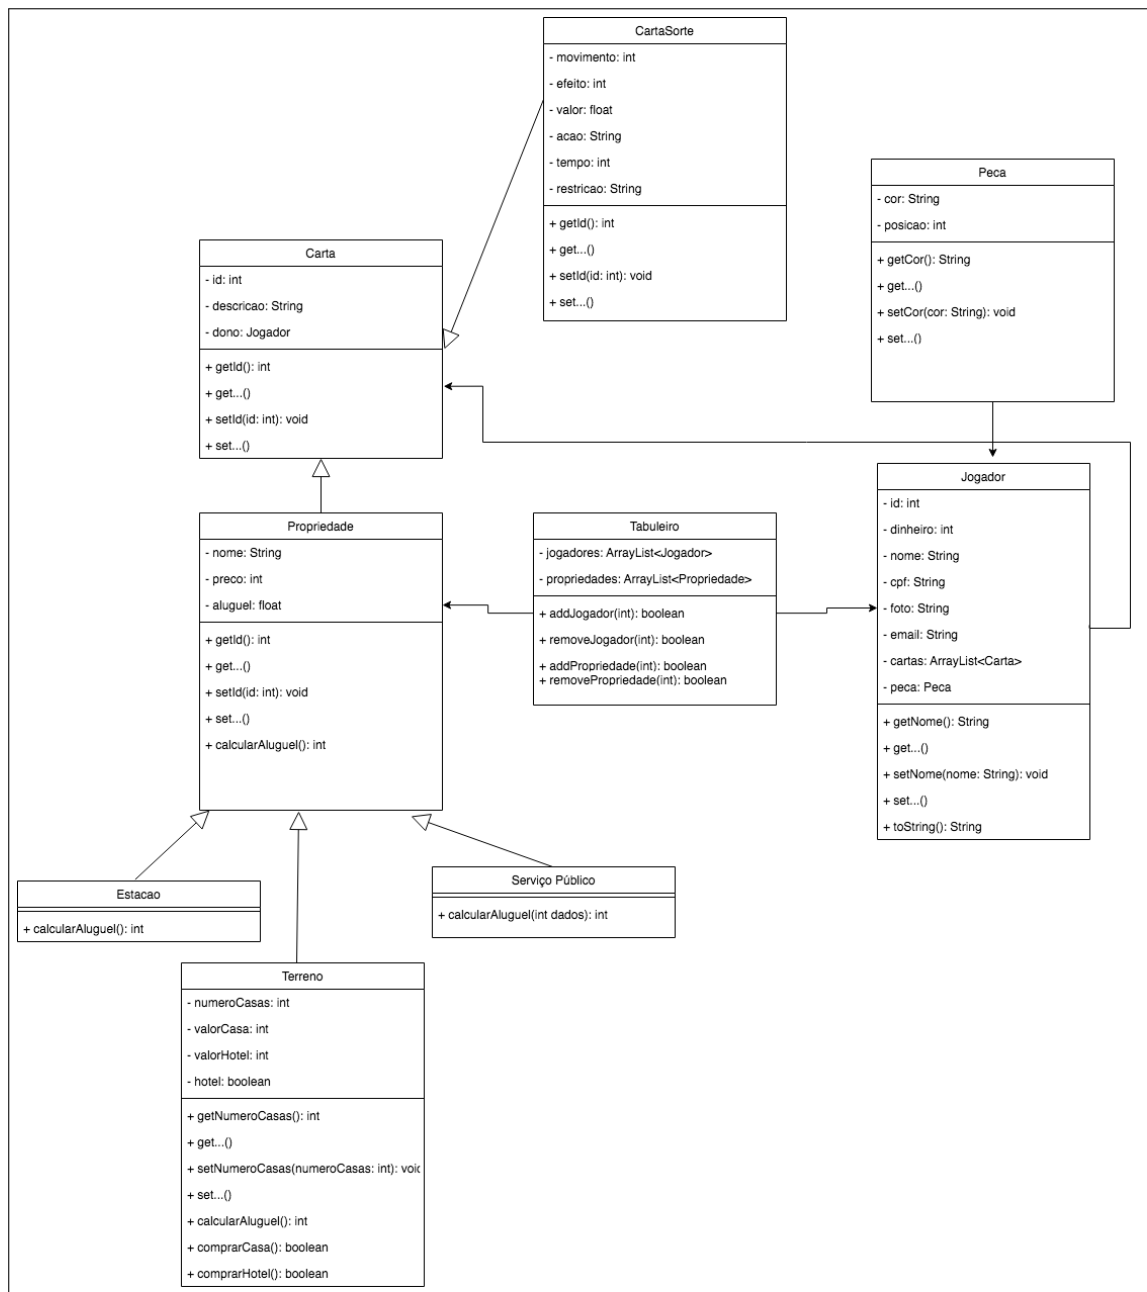 CartaSorte
- movimento: int
- efeito: int
- valor: float
- acao: String
- tempo: int
- restricao: String
+ getId(): int
+ get...()
+ setId(id: int): void
+ set...()
Peca
- cor: String
- posicao: int
+ getCor(): String
+ get...()
+ setCor(cor: String): void
+ set...()
Carta
- id: int
- descricao: String
- dono: Jogador
+ getId(): int
+ get...()
+ setId(id: int): void
+ set...()
Propriedade
- nome: String
- preco: int
- aluguel: float
+ getId(): int
+ get...()
+ setId(id: int): void
+ set...()
+ calcularAluguel(): int
Tabuleiro
- jogadores: ArrayList<Jogador>
- propriedades: ArrayList<Propriedade>
+ addJogador(int): boolean
+ removeJogador(int): boolean
+ addPropriedade(int): boolean
+ removePropriedade(int): boolean
Jogador
- id: int
- dinheiro: int
- nome: String
- cpf: String
- foto: String
- email: String
- cartas: ArrayList<Carta>
- peca: Peca
+ getNome(): String
+ get...()
+ setNome(nome: String): void
+ set...()
+ toString(): String
Estacao
+ calcularAluguel(): int
Serviço Público
+ calcularAluguel(int dados): int
Terreno
- numeroCasas: int
- valorCasa: int
- valorHotel: int
- hotel: boolean
+ getNumeroCasas(): int
+ get...()
+ setNumeroCasas(numeroCasas: int): void
+ set...()
+ calcularAluguel(): int
+ comprarCasa(): boolean
+ comprarHotel(): boolean